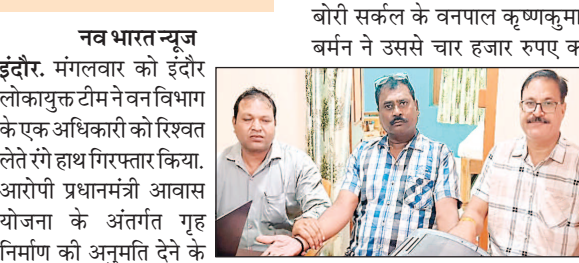 नव भारत न्यूज
इंदौर. मंगलवार को इंदौर
लोकायुक्त टीम ने वन विभाग
के एक अधिकारी को रिश्वत
लेते रंगे हाथ गिरफ्तार किया.
आरोपी प्रधानमंत्री आवास
योजना के अंतर्गत गृह
निर्माण की अनुमति देने के
बोरी सर्कल के वनपाल कृष्णकुमा
बर्मन ने उससे चार हजार रुपए क